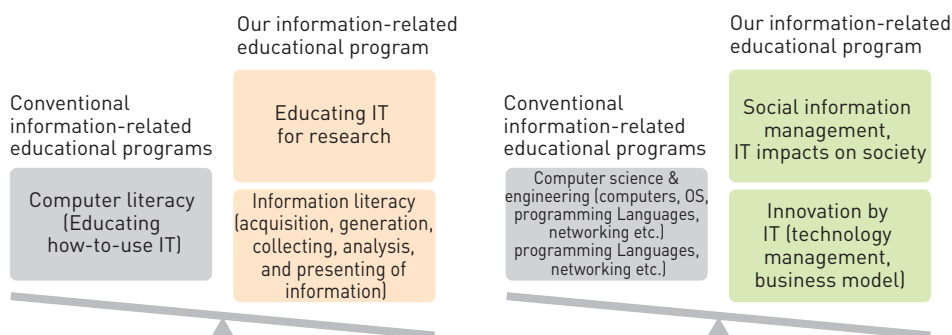 Our information-related
educational program
Conventional
information-related
educational programs
Educating IT
for research
Computer literacy
(Educating
how-to-use IT)
Information literacy
(acquisition, generation,
collecting, analysis,
and presenting of
information)
Our information-related
educational program
Conventional
information-related
educational programs
Social information
management,
IT impacts on society
Computer science &
engineering (computers, OS,
programming Languages,
networking etc.)
programming Languages,
networking etc.)
Innovation by
IT (technology
management,
business model)